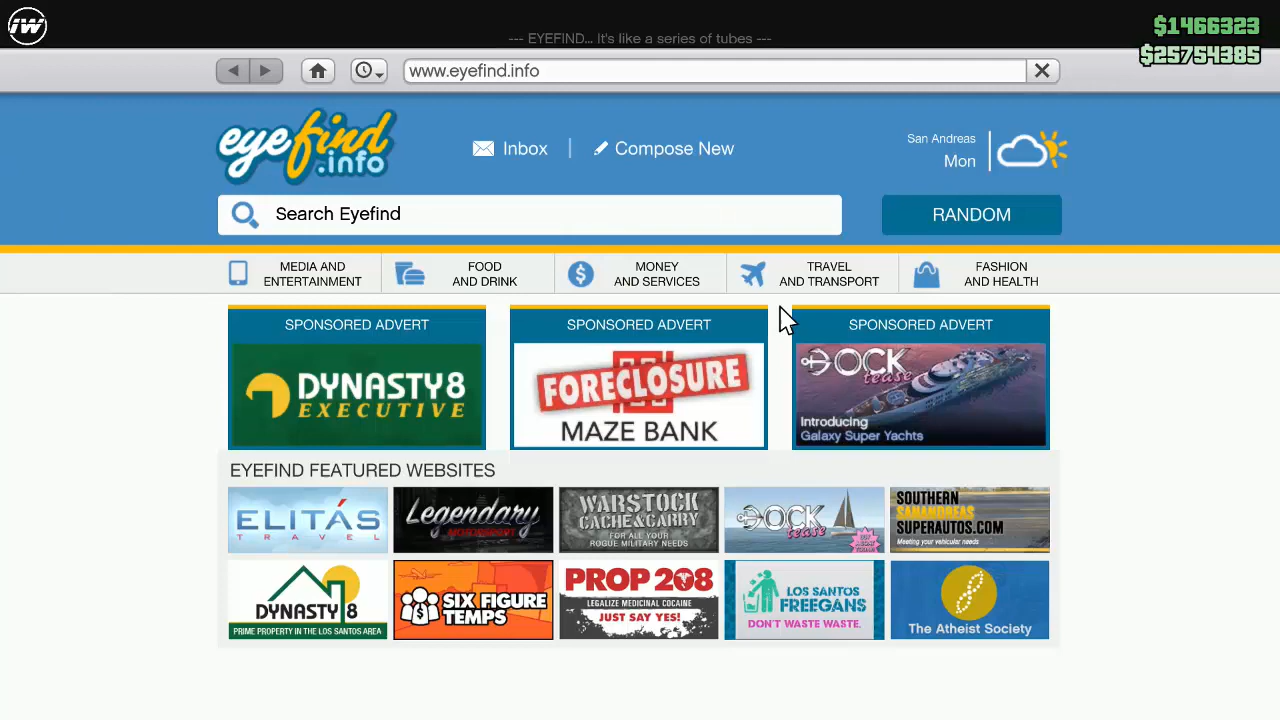 iw
--- EYEFIND... It's like a series of tubes ---
$1466323
$25754385
www.eyefind.info
eyefind.info
Inbox
Compose New
San Andreas
Mon
Search Eyefind
RANDOM
MEDIA AND
ENTERTAINMENT
FOOD
AND DRINK
MONEY
AND SERVICES
TRAVEL
AND TRANSPORT
FASHION
AND HEALTH
SPONSORED ADVERT
DYNASTY8
EXECUTIVE
SPONSORED ADVERT
FORECLOSURE
MAZE BANK
SPONSORED ADVERT
DOCK
tease
Introducing
Galaxy Super Yachts
EYEFIND FEATURED WEBSITES
ELITÁS
TRAVEL
Legendary
MOTORSPORT
WARSTOCK
CACHE&CARRY
FOR ALL YOUR
ROGUE MILITARY NEEDS
DOCK
tease
SOUTHERN
SANANDREAS
SUPERAUTOS.COM
Meeting your vehicular needs
DYNASTY 8
PRIME PROPERTY IN THE LOS SANTOS AREA
SIX FIGURE
TEMPS
PROP 208
LEGALIZE MEDICINAL COCAINE
JUST SAY YES!
LOS SANTOS
FREEGANS
DON'T WASTE WASTE.
The Atheist Society